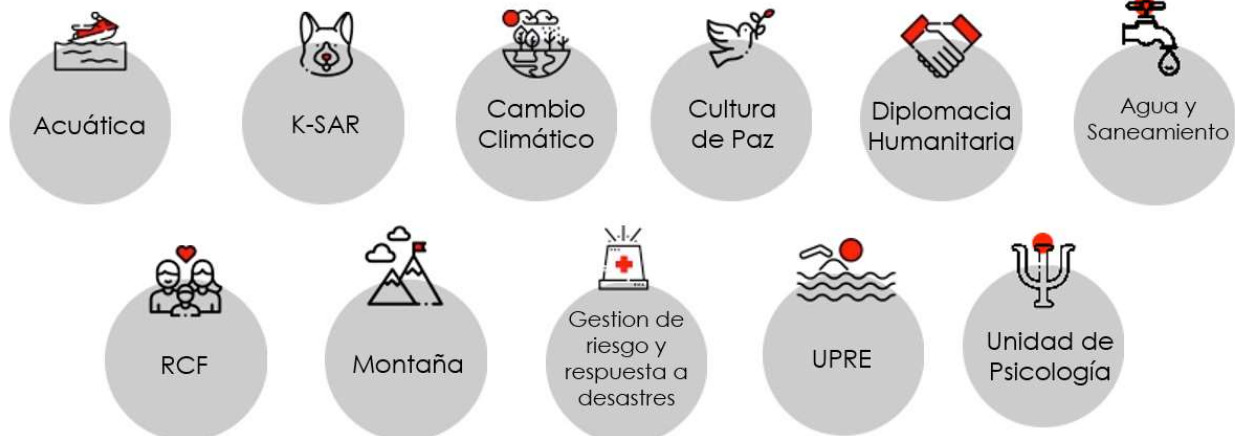 Acuática
K-SAR
Cambio
Climático
Cultura
de Paz
Diplomacia
Humanitaria
Agua y
Saneamiento
RCF
Montaña
Gestion de
riesgo y
respuesta a
desastres
UPRE
Unidad de
Psicología